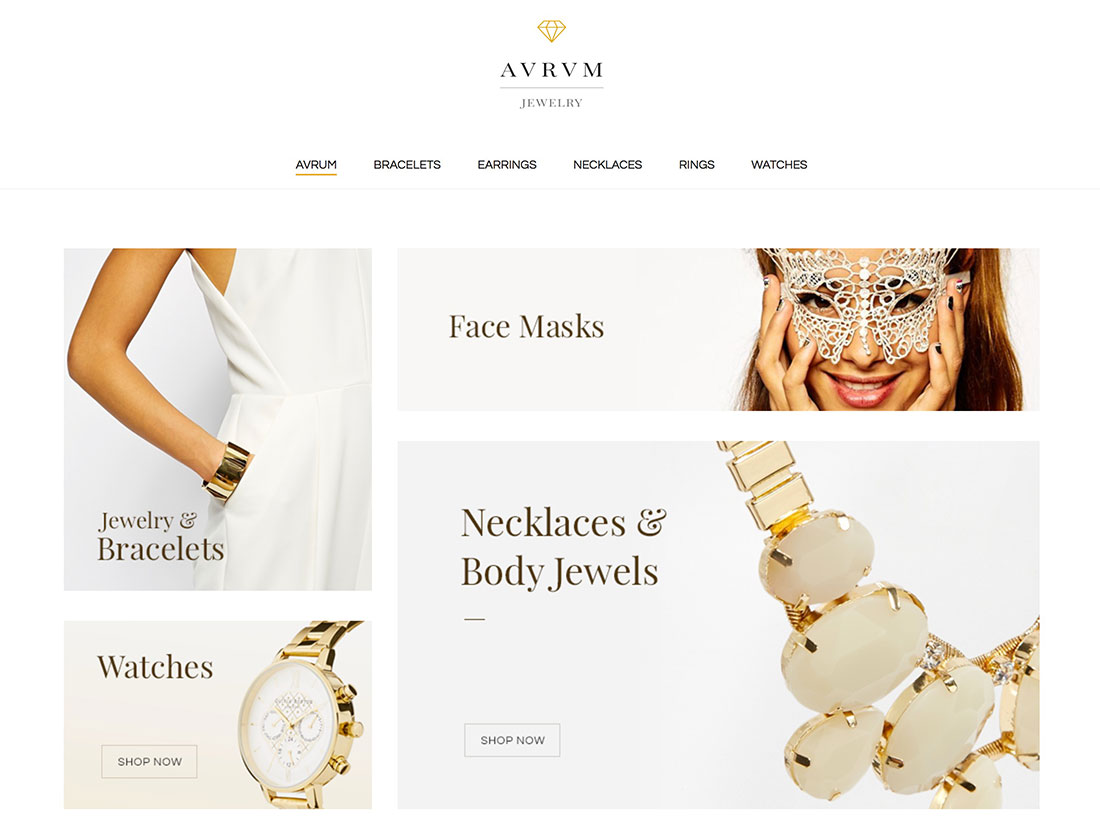 AVRVM
JEWELRY
AVRUM BRACELETS EARRINGS NECKLACES RINGS WATCHES
Face Masks
Jewelry &
Bracelets
Necklaces &
Body Jewels
SHOP NOW
Watches
SHOP NOW